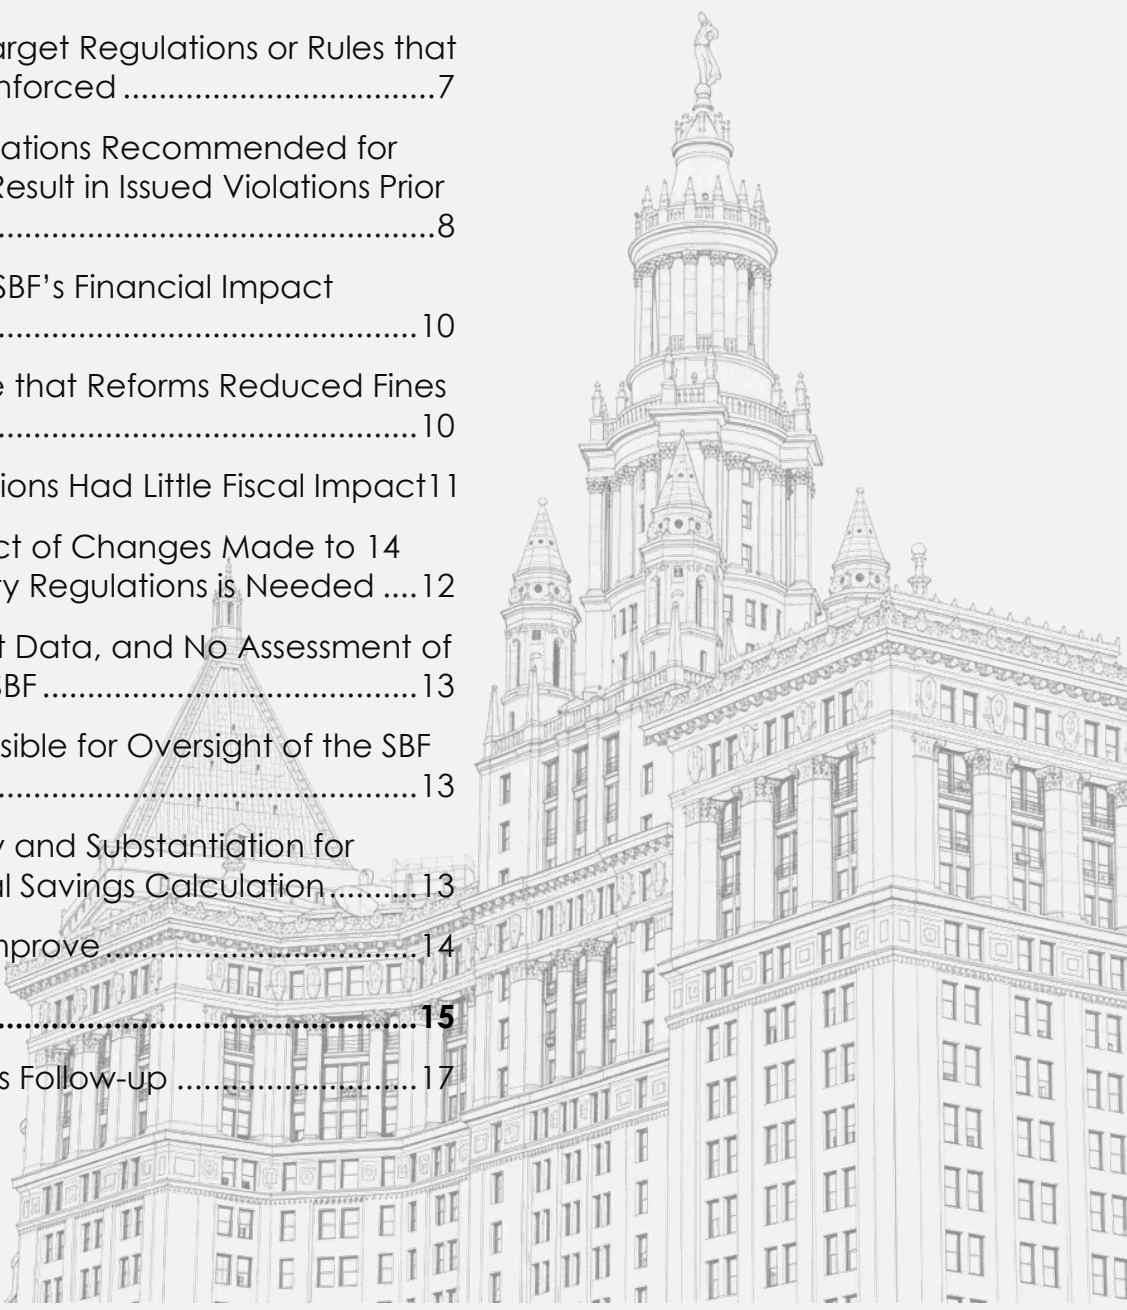 arget Regulations or Rules that
nforced ...................................7
ations Recommended for
Result in Issued Violations Prior
.................................................8
SBF's Financial Impact
...............................................10
e that Reforms Reduced Fines
...............................................10
ions Had Little Fiscal Impact11
ct of Changes Made to 14
ry Regulations is Needed ....12
t Data, and No Assessment of
SBF ..........................................13
sible for Oversight of the SBF
...............................................13
y and Substantiation for
al Savings Calculation..........13
mprove...................................14
...............................................15
s Follow-up ...........................17